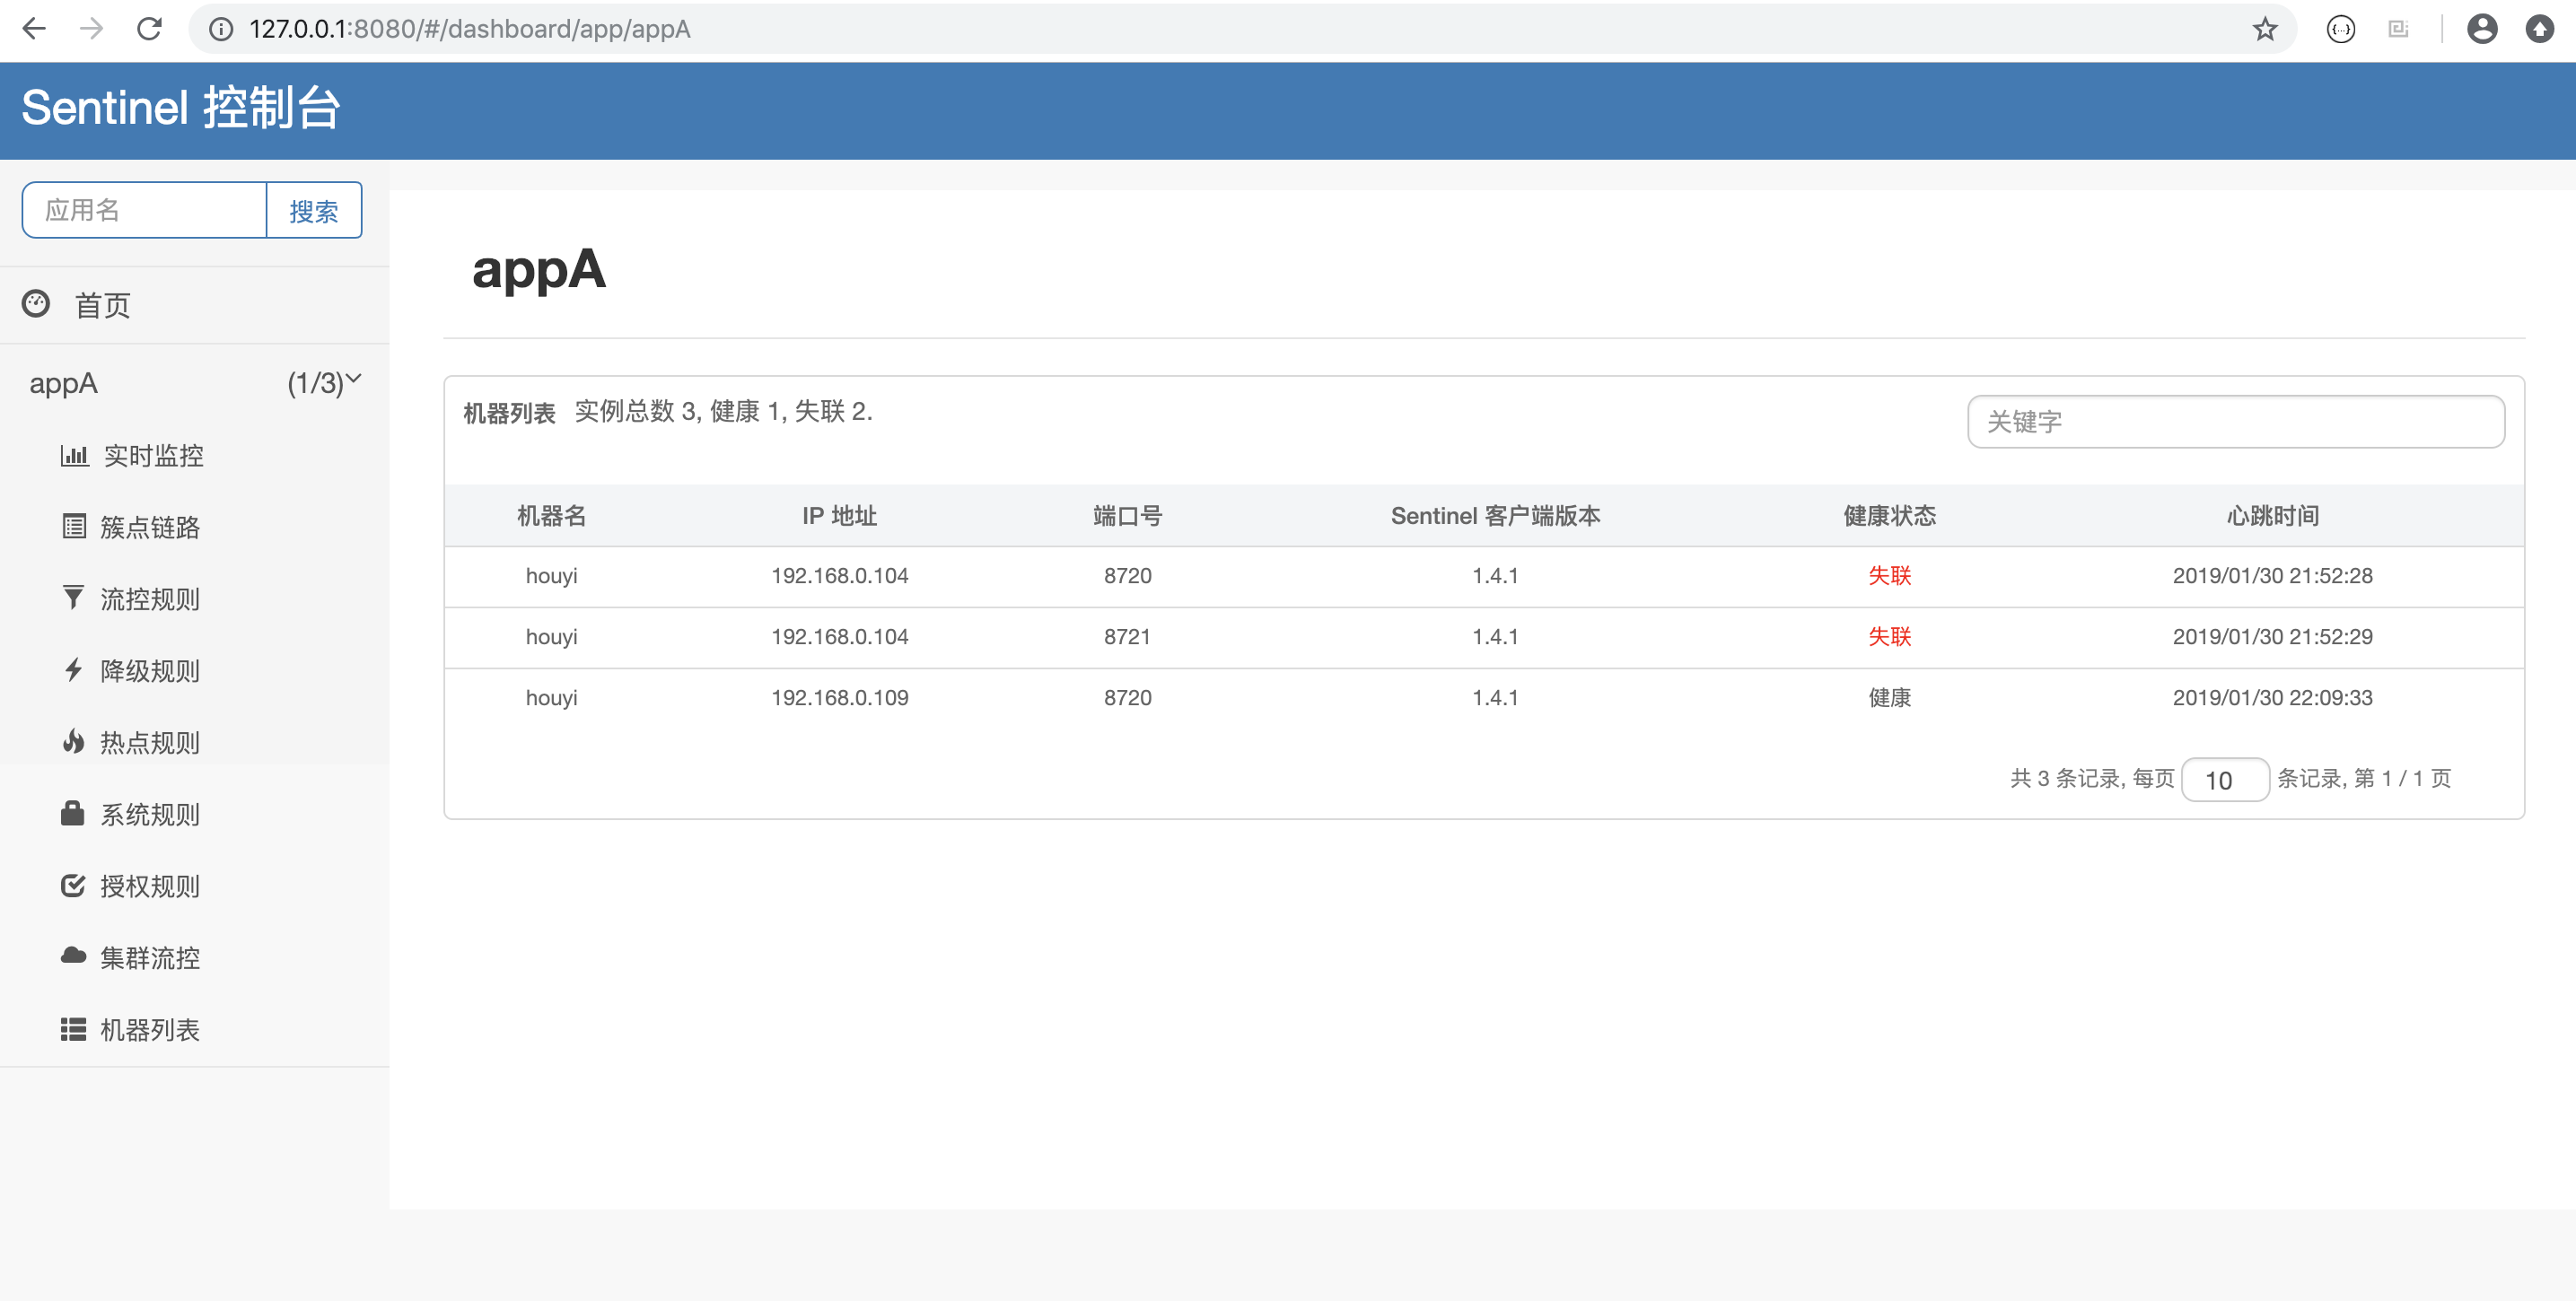 127.0.0.1:8080/#/dashboard/app/appA
Sentinel 控制台
应用名 搜索
首页
appA (1/3)
实时监控
簇点链路
流控规则
降级规则
热点规则
系统规则
授权规则
集群流控
机器列表
appA
机器列表 实例总数 3, 健康 1, 失联 2.
关键字
机器名 IP 地址 端口号 Sentinel 客户端版本 健康状态 心跳时间
houyi 192.168.0.104 8720 1.4.1 失联 2019/01/30 21:52:28
houyi 192.168.0.104 8721 1.4.1 失联 2019/01/30 21:52:29
houyi 192.168.0.109 8720 1.4.1 健康 2019/01/30 22:09:33
共 3 条记录, 每页 10 条记录, 第 1 / 1 页